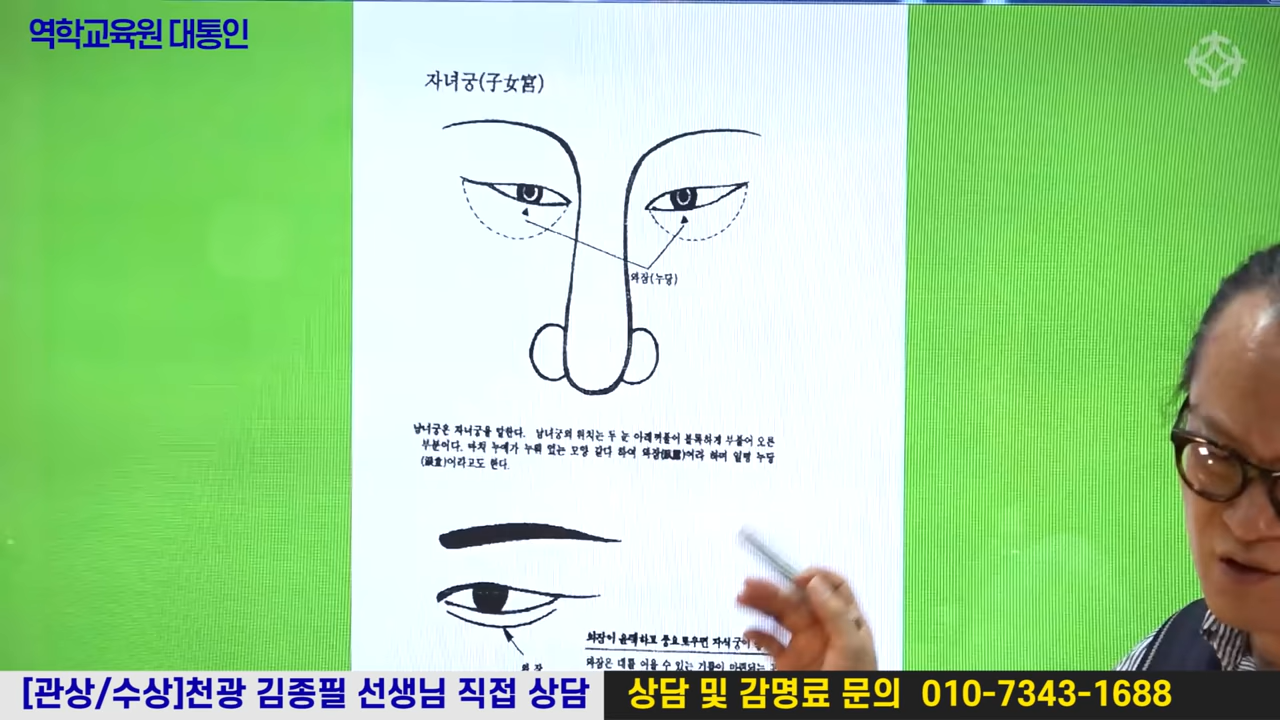 역학교육원 대통인
자녀궁(子女宮)
와잠(누당)
남녀궁은 자녀궁을 말한다. 남녀궁의 위치는 두 눈 아래꺼풀이 볼록하게 부풀어 오른
부분이다. 마치 누에가 누워 있는 모양 같다 하여 와잠(臥蠶)이라 하며 일명 누당
이라고도 한다.
와잠
와잠이 윤택하고 풍요로우면 자식궁이
와잠은 대를 이을 수 있는 기틀이 마련되는
[관상/수상]천광 김종필 선생님 직접 상담
상담 및 감명료 문의 010-7343-1688